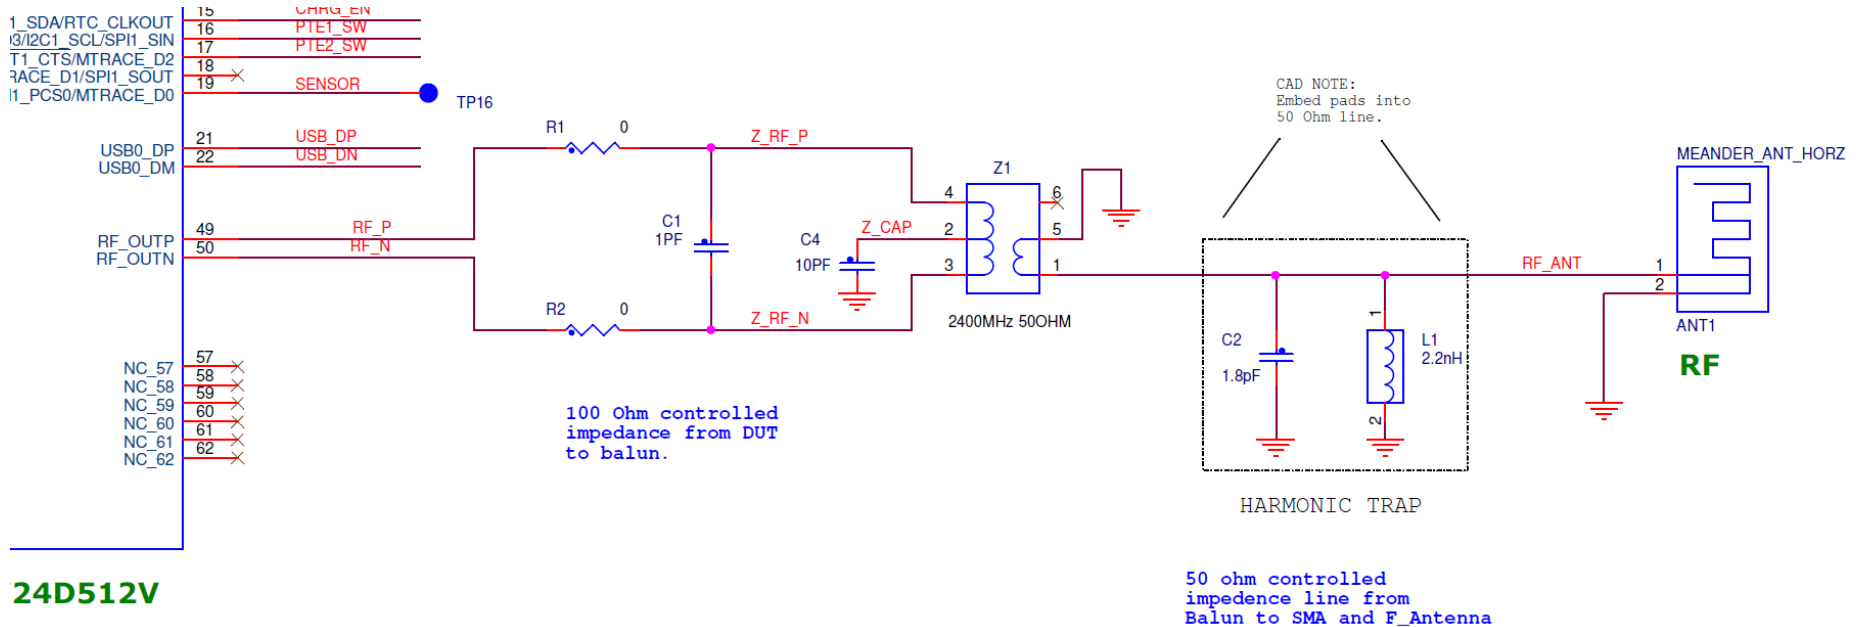 15
CHRG_EN
1_SDA/RTC_CLKOUT
16
PTE1_SW
03/I2C1_SCL/SPI1_SIN
17
PTE2_SW
T1_CTS/MTRACE_D2
18
RACE_D1/SPI1_SOUT
19
SENSOR
I1_PCS0/MTRACE_D0
TP16
21
USB_DP
USB0_DP
22
USB_DN
USB0_DM
49
RF_P
RF_OUTP
50
RF_N
RF_OUTN
57
NC_57
58
NC_58
59
NC_59
60
NC_60
61
NC_61
62
NC_62
24D512V
R1
0
Z_RF_P
C1
1PF
R2
0
Z_RF_N
C4
10PF
Z_CAP
Z1
4
2
3
6
5
1
2400MHz 50OHM
100 Ohm controlled
impedance from DUT
to balun.
CAD NOTE:
Embed pads into
50 Ohm line.
C2
1.8pF
1
L1
2.2nH
2
HARMONIC TRAP
RF_ANT
MEANDER_ANT_HORZ
1
2
ANT1
RF
50 ohm controlled
impedence line from
Balun to SMA and F_Antenna